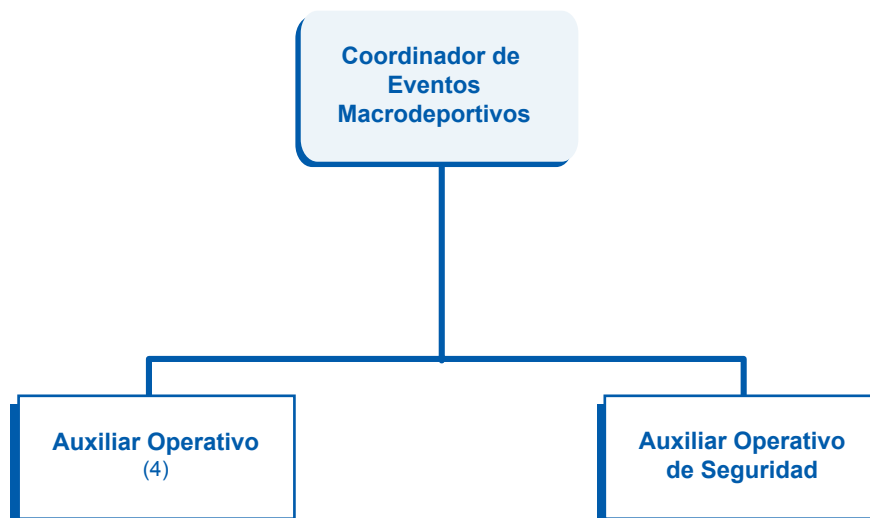 Coordinador de
Eventos
Macrodeportivos
Auxiliar Operativo
(4)
Auxiliar Operativo
de Seguridad